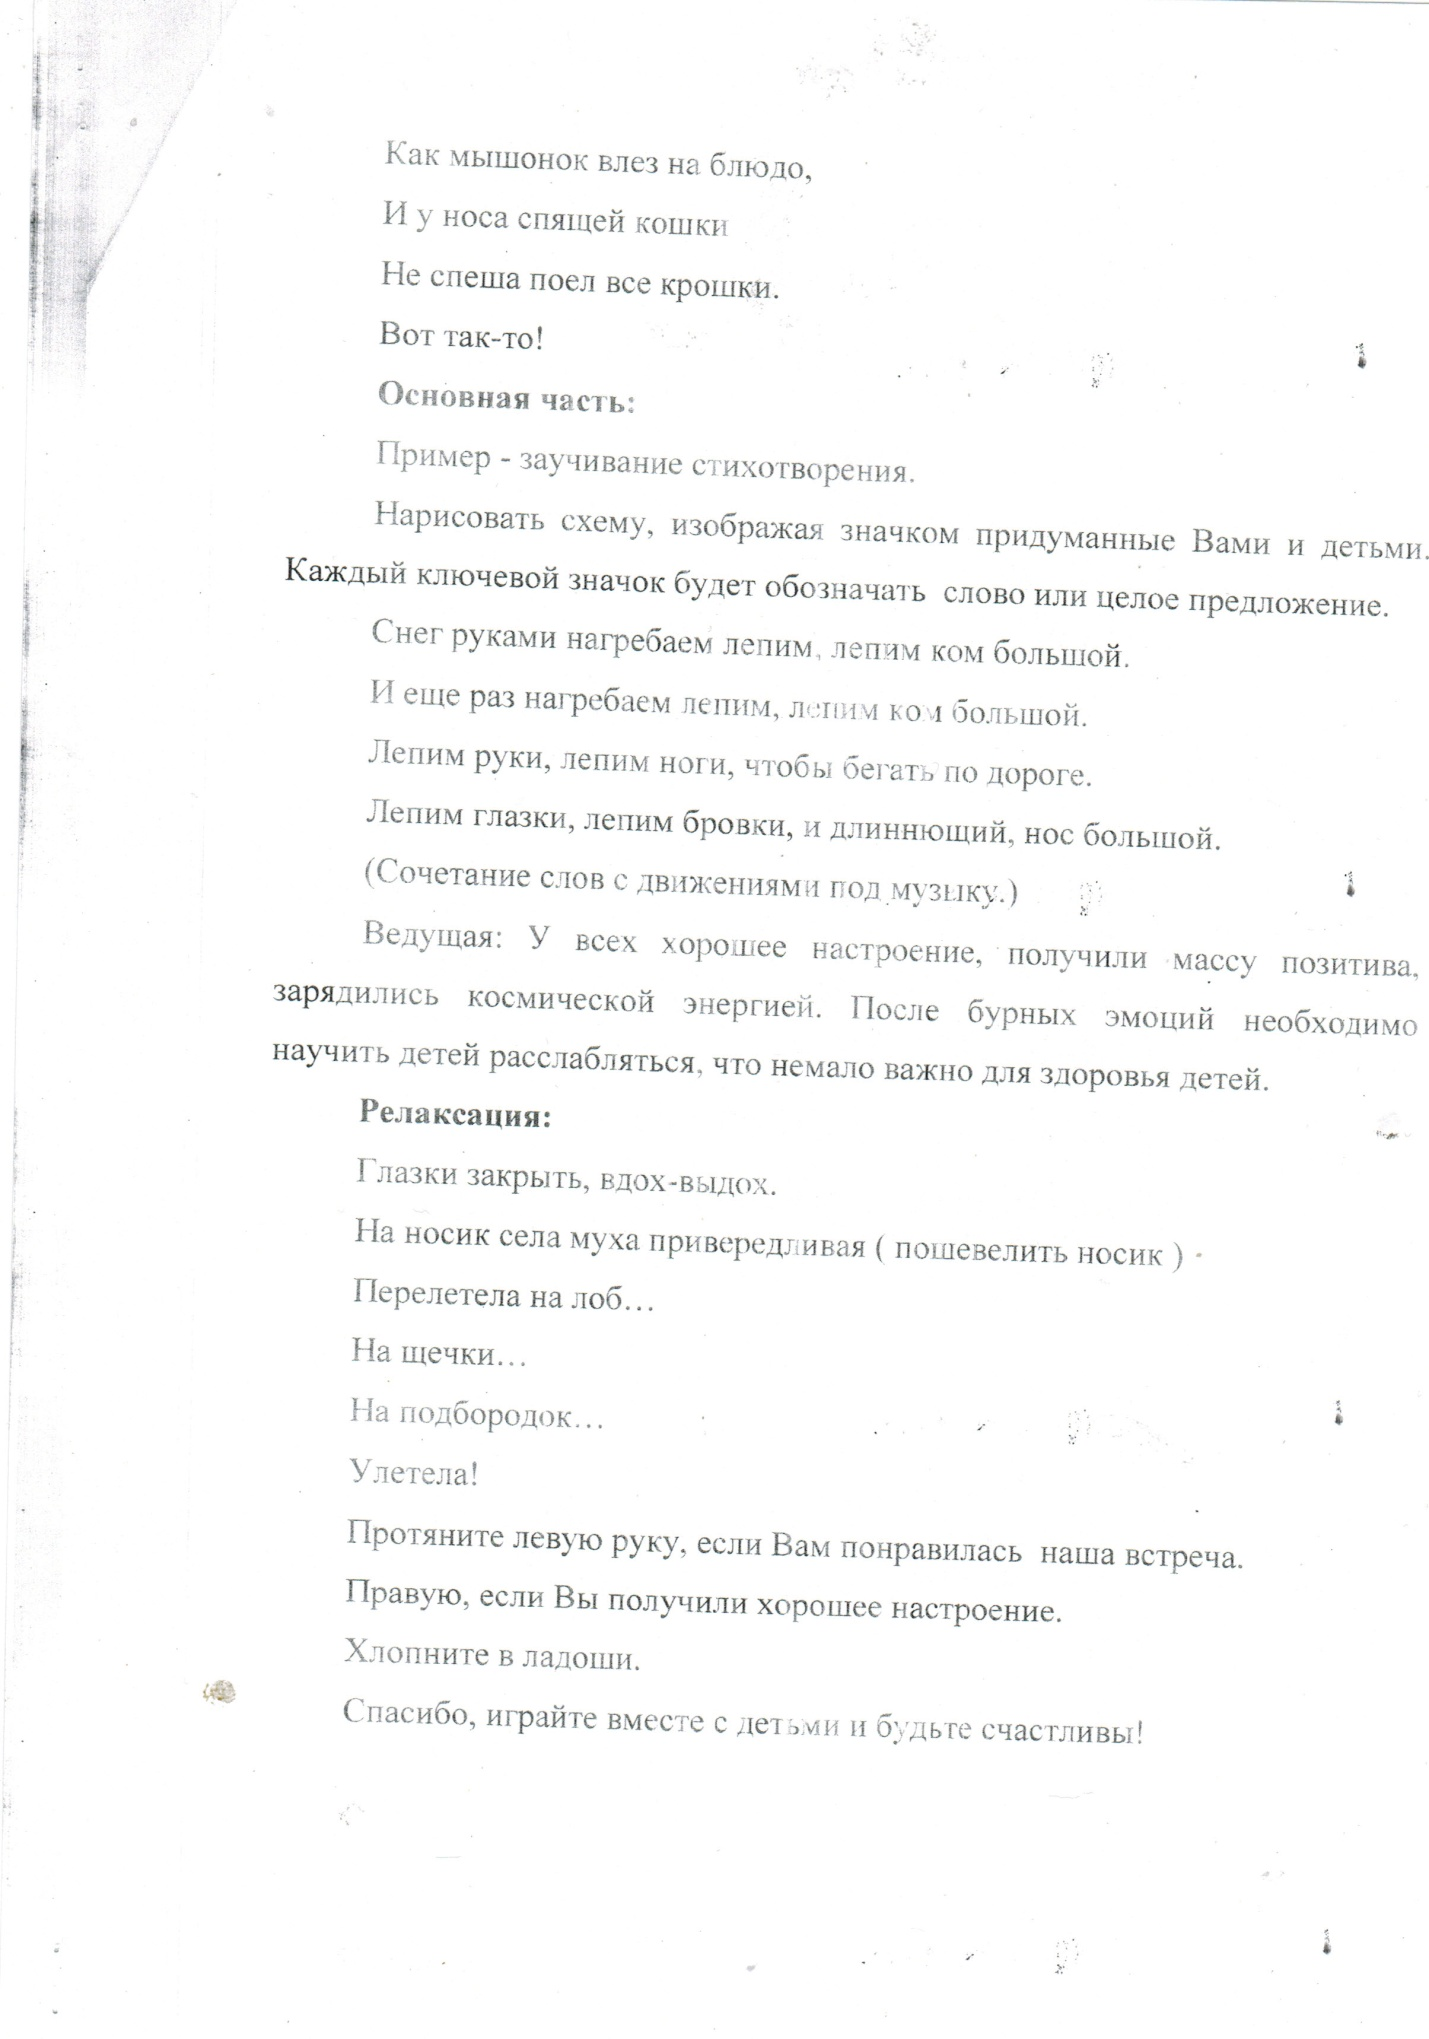 Как мышонок влез на блюдо,
И у носа спящей кошки
Не спеша поел все крошки.
Вот так-то!
Основная часть:
Пример - заучивание стихотворения.
Нарисовать схему, изображая значком придуманные Вами и детьми.
Каждый ключевой значок будет обозначать слово или целое предложение.
Снег руками нагребаем лепим, лепим ком большой.
И еще раз нагребаем лепим, лепим ком большой.
Лепим руки, лепим ноги, чтобы бегать по дороге.
Лепим глазки, лепим бровки, и длиннющий, нос большой.
(Сочетание слов с движениями под музыку.)
Ведущая: У всех хорошее настроение, получили массу позитива,
зарядились космической энергией. После бурных эмоций необходимо
научить детей расслабляться, что немало важно для здоровья детей.
Релаксация:
Глазки закрыть, вдох-выдох.
На носик села муха привередливая ( пошевелить носик )
Перелетела на лоб…
На щечки…
На подбородок…
Улетела!
Протяните левую руку, если Вам понравилась наша встреча.
Правую, если Вы получили хорошее настроение.
Хлопните в ладоши.
Спасибо, играйте вместе с детьми и будьте счастливы!